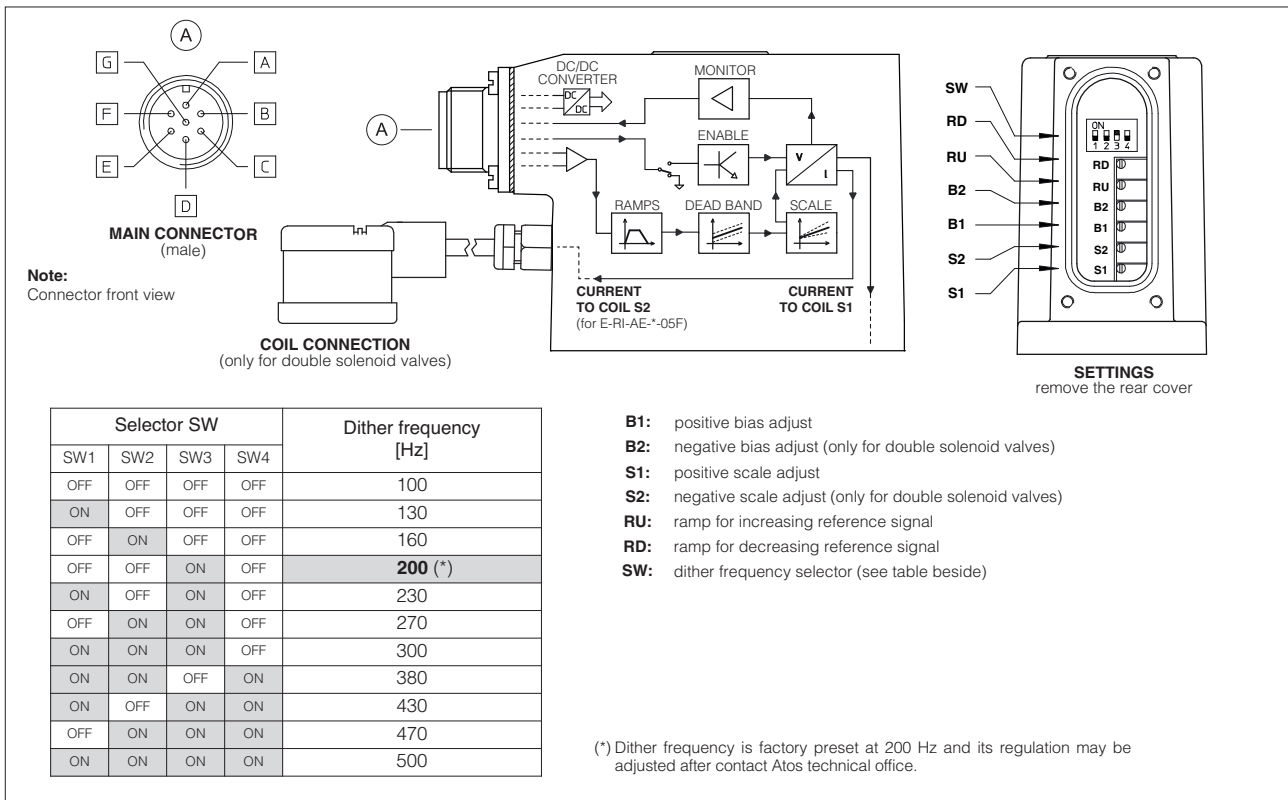 A
G
A
F
B
E
C
D
MAIN CONNECTOR
(male)
Note:
Connector front view
COIL CONNECTION
(only for double solenoid valves)
A
DC/DC
CONVERTER
DC
DC
MONITOR
ENABLE
V
I
RAMPS
DEAD BAND
SCALE
CURRENT
TO COIL S2
(for E-RI-AE-*-05F)
CURRENT
TO COIL S1
SW
RD
RU
B2
B1
S2
S1
ON
1 2 3 4
RD
RU
B2
B1
S2
S1
SETTINGS
remove the rear cover
Selector SW Dither frequency
[Hz]
SW1 SW2 SW3 SW4
OFF OFF OFF OFF 100
ON OFF OFF OFF 130
OFF ON OFF OFF 160
OFF OFF ON OFF 200 (*)
ON OFF ON OFF 230
OFF ON ON OFF 270
ON ON ON OFF 300
ON ON OFF ON 380
ON OFF ON ON 430
OFF ON ON ON 470
ON ON ON ON 500
B1: positive bias adjust
B2: negative bias adjust (only for double solenoid valves)
S1: positive scale adjust
S2: negative scale adjust (only for double solenoid valves)
RU: ramp for increasing reference signal
RD: ramp for decreasing reference signal
SW: dither frequency selector (see table beside)
(*) Dither frequency is factory preset at 200 Hz and its regulation may be
adjusted after contact Atos technical office.